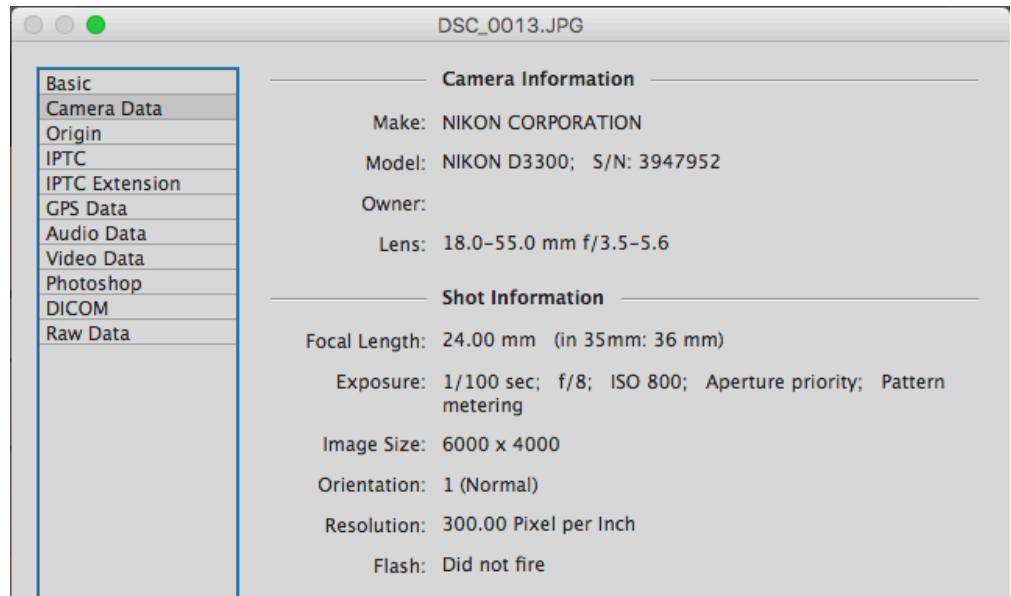 DSC_0013.JPG
Basic
Camera Data
Origin
IPTC
IPTC Extension
GPS Data
Audio Data
Video Data
Photoshop
DICOM
Raw Data
Camera Information
Make: NIKON CORPORATION
Model: NIKON D3300; S/N: 3947952
Owner:
Lens: 18.0–55.0 mm f/3.5–5.6
Shot Information
Focal Length: 24.00 mm (in 35mm: 36 mm)
Exposure: 1/100 sec; f/8; ISO 800; Aperture priority; Pattern
metering
Image Size: 6000 x 4000
Orientation: 1 (Normal)
Resolution: 300.00 Pixel per Inch
Flash: Did not fire